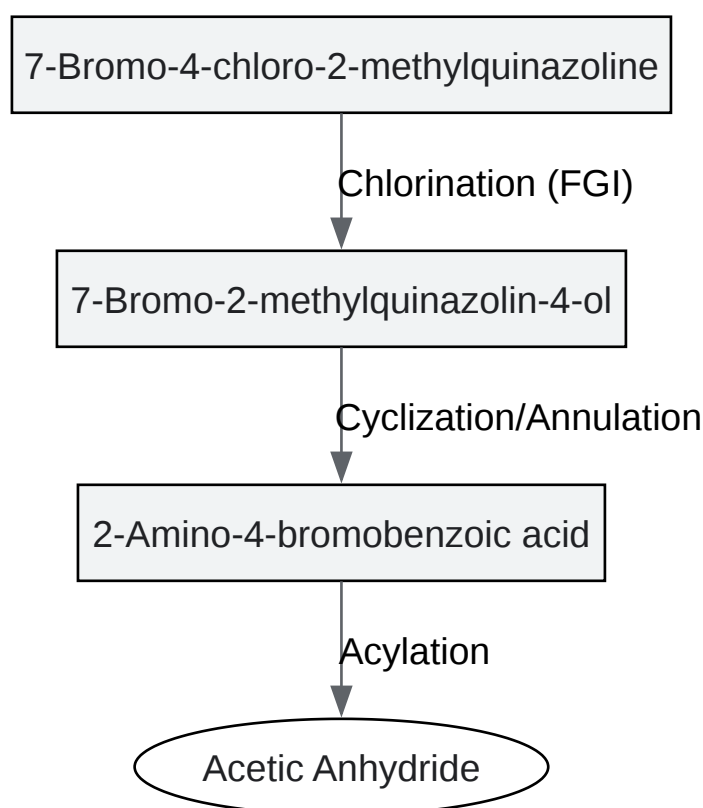 7-Bromo-4-chloro-2-methylquinazoline
Chlorination (FGI)
7-Bromo-2-methylquinazolin-4-ol
Cyclization/Annulation
2-Amino-4-bromobenzoic acid
Acylation
Acetic Anhydride